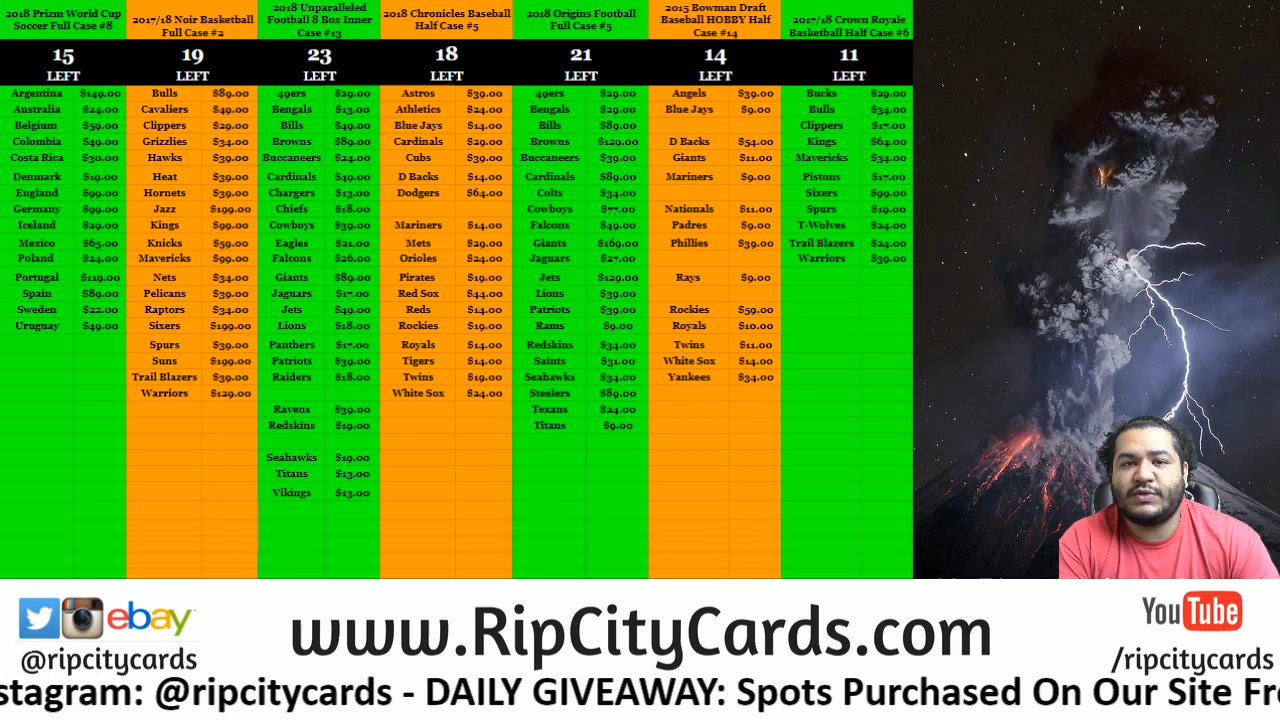 2018 Prizm World Cup
Soccer Full Case #8
15
LEFT
Argentina $149.00
Australia $24.00
Belgium $59.00
Colombia $49.00
Costa Rica $30.00
Denmark $19.00
England $99.00
Germany $99.00
Iceland $29.00
Mexico $65.00
Poland $24.00
Portugal $119.00
Spain $89.00
Sweden $22.00
Uruguay $49.00
2017/18 Noir Basketball
Full Case #2
19
LEFT
Bulls $89.00
Cavaliers $49.00
Clippers $29.00
Grizzlies $34.00
Hawks $39.00
Heat $39.00
Hornets $39.00
Jazz $199.00
Kings $99.00
Knicks $59.00
Mavericks $99.00
Nets $34.00
Pelicans $39.00
Raptors $34.00
Sixers $199.00
Spurs $39.00
Suns $199.00
Trail Blazers $39.00
Warriors $129.00
2018 Unparalleled
Football 8 Box Inner
Case #13
23
LEFT
49ers $29.00
Bengals $13.00
Bills $49.00
Browns $89.00
Buccaneers $24.00
Cardinals $49.00
Chargers $13.00
Chiefs $18.00
Cowboys $39.00
Eagles $21.00
Falcons $26.00
Giants $89.00
Jaguars $17.00
Jets $49.00
Lions $18.00
Panthers $17.00
Patriots $39.00
Raiders $18.00
Ravens $39.00
Redskins $19.00
Seahawks $19.00
Titans $13.00
Vikings $13.00
2018 Chronicles Baseball
Half Case #5
18
LEFT
Astros $39.00
Athletics $24.00
Blue Jays $14.00
Cardinals $29.00
Cubs $39.00
D Backs $14.00
Dodgers $64.00
Mariners $14.00
Mets $29.00
Orioles $24.00
Pirates $19.00
Red Sox $44.00
Reds $14.00
Rockies $19.00
Royals $14.00
Tigers $14.00
Twins $19.00
White Sox $24.00
2018 Origins Football
Full Case #5
21
LEFT
49ers $29.00
Bengals $29.00
Bills $89.00
Browns $129.00
Buccaneers $39.00
Cardinals $89.00
Colts $34.00
Cowboys $77.00
Falcons $49.00
Giants $169.00
Jaguars $27.00
Jets $129.00
Lions $39.00
Patriots $39.00
Rams $9.00
Redskins $34.00
Saints $31.00
Seahawks $34.00
Steelers $89.00
Texans $24.00
Titans $9.00
2015 Bowman Draft
Baseball HOBBY Half
Case #14
14
LEFT
Angels $39.00
Blue Jays $9.00
D Backs $54.00
Giants $11.00
Mariners $9.00
Nationals $11.00
Padres $9.00
Phillies $39.00
Rays $9.00
Rockies $59.00
Royals $10.00
Twins $11.00
White Sox $14.00
Yankees $34.00
2017/18 Crown Royale
Basketball Half Case #6
11
LEFT
Bucks $29.00
Bulls $34.00
Clippers $17.00
Kings $64.00
Mavericks $34.00
Pistons $17.00
Sixers $99.00
Spurs $19.00
T-Wolves $24.00
Trail Blazers $24.00
Warriors $39.00
ebay
@ripcitycards
www.RipCityCards.com
YouTube
/ripcitycards
stagram: @ripcitycards - DAILY GIVEAWAY: Spots Purchased On Our Site Fr